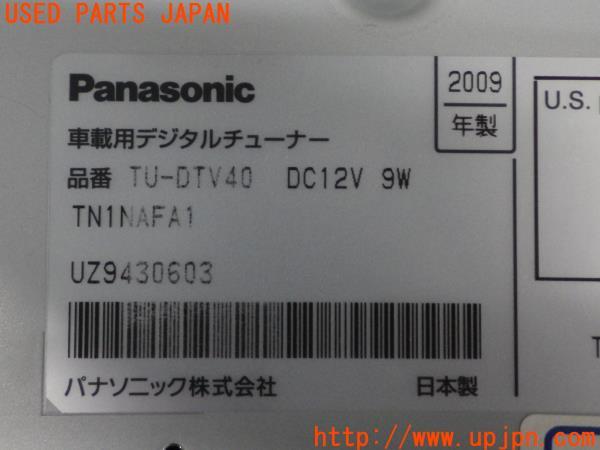 USED PARTS JAPAN
Panasonic
2009
年製
車載用デジタルチューナー
品番 TU-DTV40 DC12V 9W
TN1NAFA1
UZ9430603
パナソニック株式会社
日本製
U.S.
http://www.upjpn.com